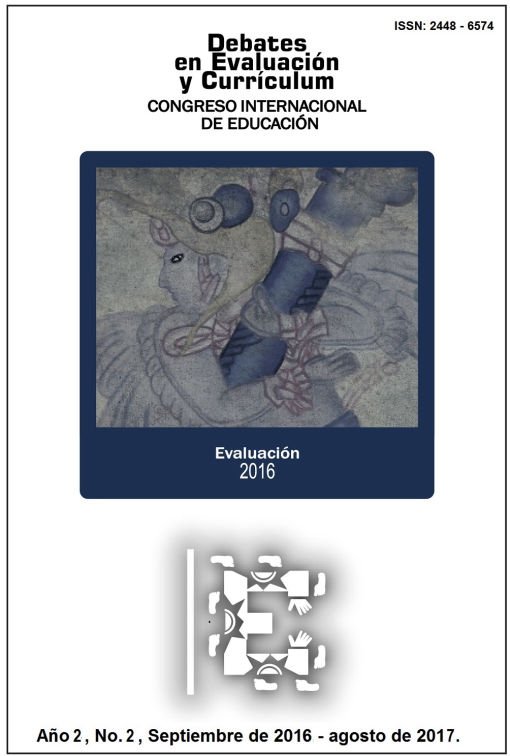 ISSN: 2448 - 6574
Debates
en Evaluación
y Currículum
CONGRESO INTERNACIONAL
DE EDUCACIÓN
Evaluación
2016
Año 2, No. 2, Septiembre de 2016 - agosto de 2017.